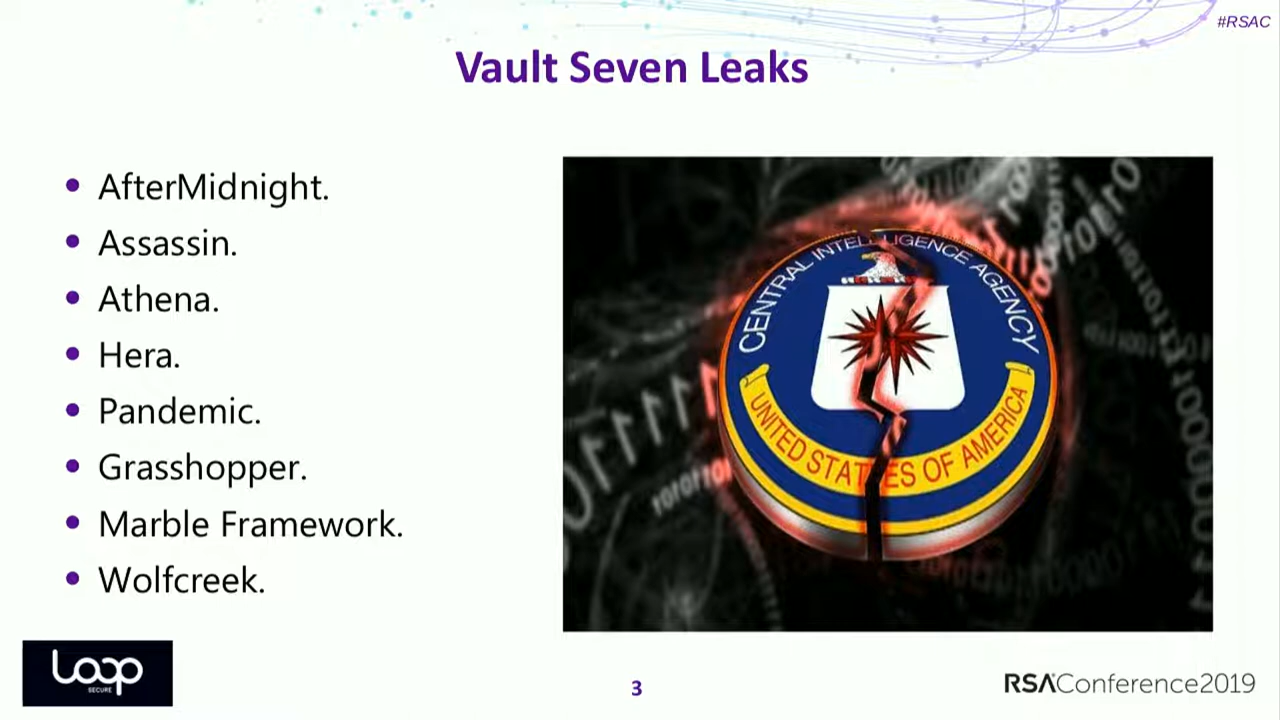 #RSAC
Vault Seven Leaks
• AfterMidnight.
• Assassin.
• Athena.
• Hera.
• Pandemic.
• Grasshopper.
• Marble Framework.
• Wolfcreek.
CENTRAL INTELLIGENCE AGENCY
UNITED STATES OF AMERICA
Loop
SECURE
3
RSAConference2019